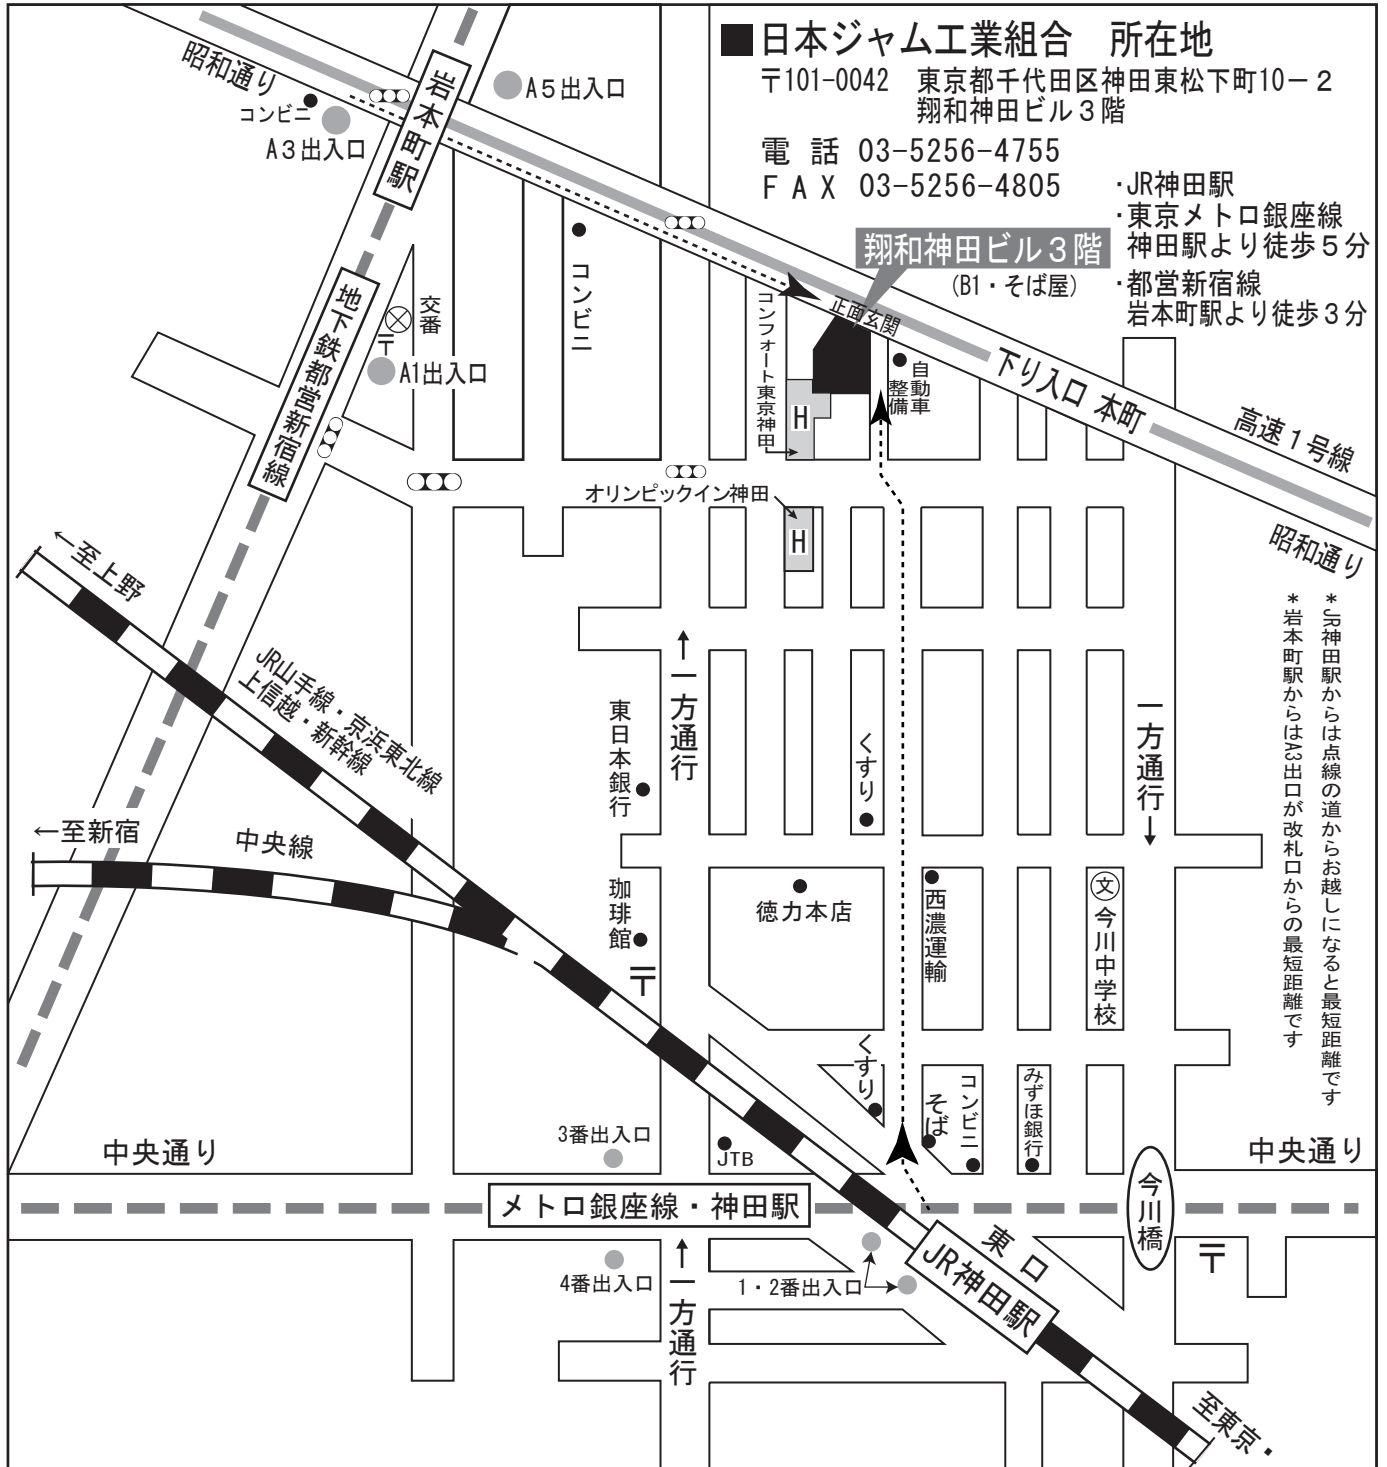 ■日本ジャム工業組合　所在地
〒101-0042　東京都千代田区神田東松下町10－2
翔和神田ビル3階
電 話 03-5256-4755
F A X 03-5256-4805
・JR神田駅
・東京メトロ銀座線
神田駅より徒歩5分
・都営新宿線
岩本町駅より徒歩3分
翔和神田ビル3階
(B1・そば屋)
正面玄関
昭和通り
コンビニ
A3出入口
岩本町駅
A5出入口
コンビニ
地下鉄都営新宿線
交番
〒
A1出入口
コンフォート東京神田
H
自動車
整備
下り入口 本町
高速1号線
昭和通り
オリンピックイン神田
H
←至上野
JR山手線・京浜東北線
上信越・新幹線
←至新宿
中央線
東日本銀行
←一方通行
くすり
一方通行→
＊JR神田駅からは点線の道からお越しになると最短距離です
＊岩本町駅からはA3出口が改札口からの最短距離です
珈琲館
〒
徳力本店
西濃運輸
文
今川中学校
くすり
そば
コンビニ
みずほ銀行
中央通り
3番出入口
JTB
中央通り
メトロ銀座線・神田駅
今川橋
東口
JR神田駅
〒
4番出入口
←一方通行
1・2番出入口
至東京・